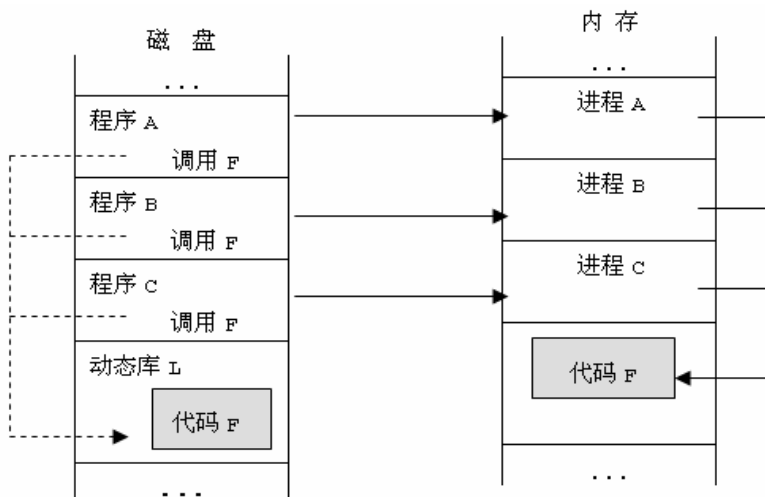 磁 盘
...
程序 A
调用 F
程序 B
调用 F
程序 C
调用 F
动态库 L
代码 F
...
内 存
...
进程 A
进程 B
进程 C
代码 F
...